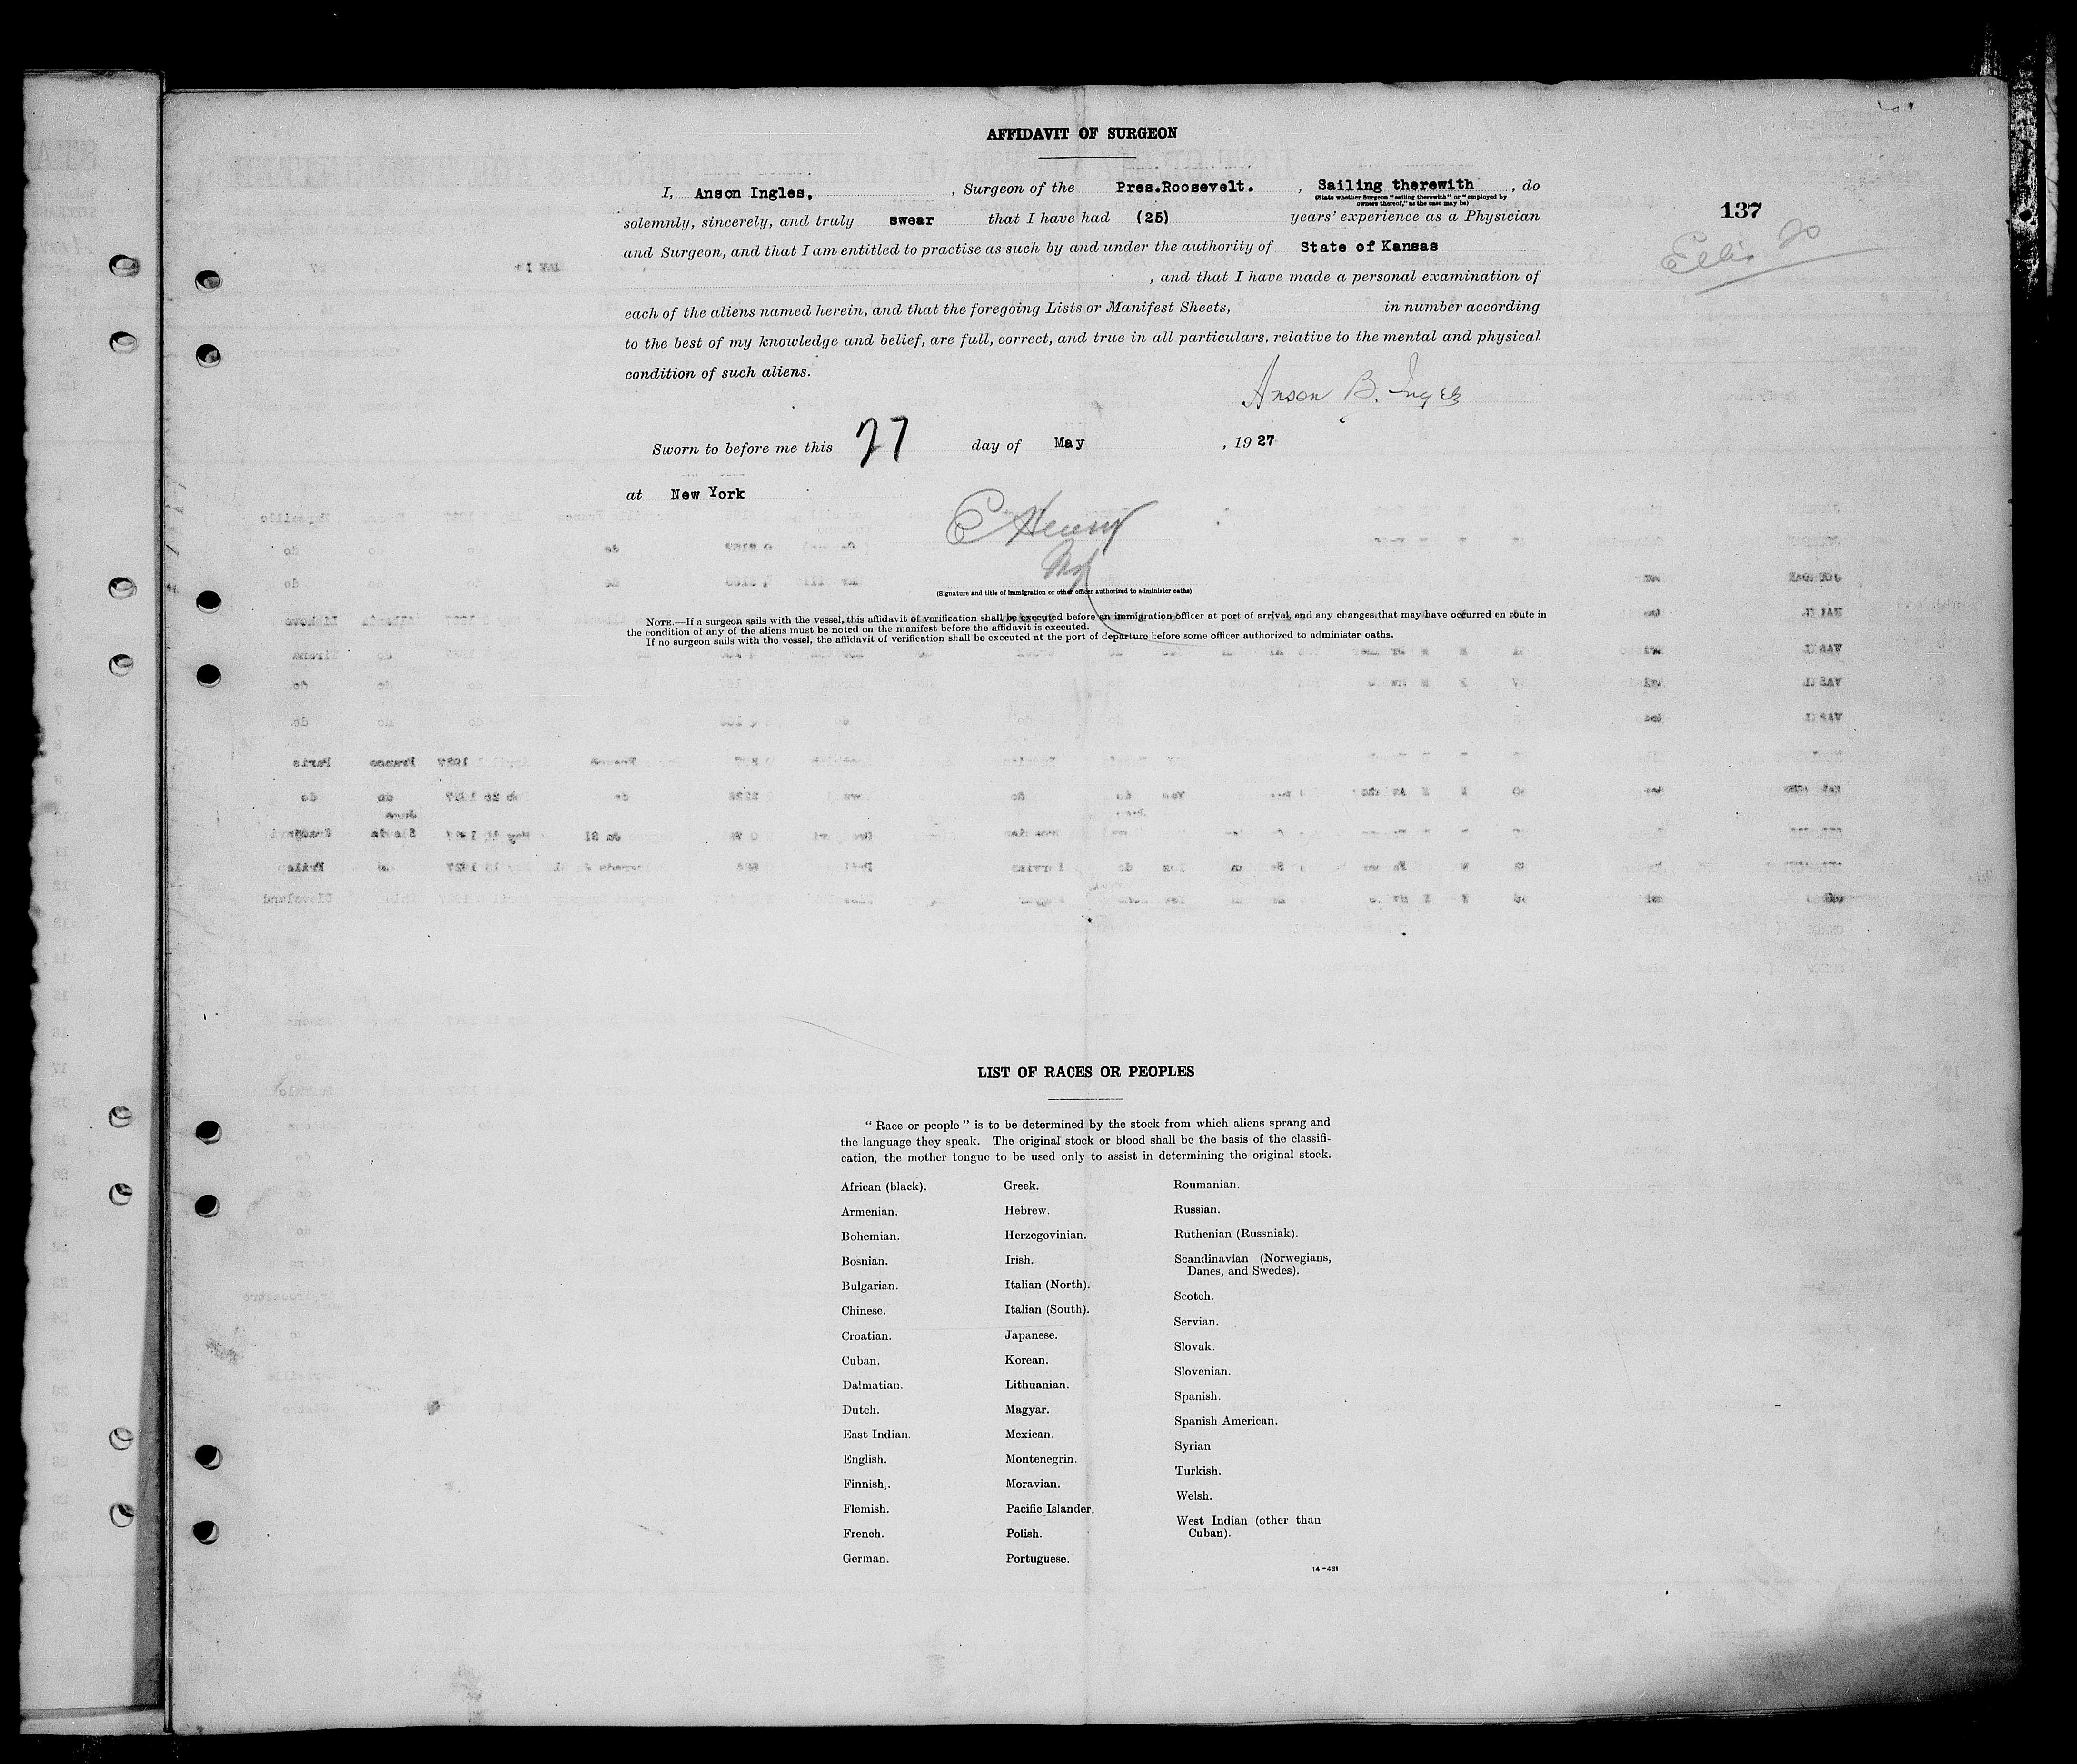 AFFIDAVIT OF SURGEON
137
I, Anson Ingles, , Surgeon of the Pres.Roosevelt. , Sailing therewith , do
(State whether Surgeon "sailing therewith" or "employed by
owners thereof," as the case may be)
solemnly, sincerely, and truly swear that I have had (25) years' experience as a Physician
and Surgeon, and that I am entitled to practise as such by and under the authority of State of Kansas
, and that I have made a personal examination of
each of the aliens named herein, and that the foregoing Lists or Manifest Sheets, in number according
to the best of my knowledge and belief, are full, correct, and true in all particulars, relative to the mental and physical
condition of such aliens.
Anson B. Ingles
Sworn to before me this 27 day of May , 19 27
at New York
C Henry
(Signature and title of immigration or other officer authorized to administer oaths)
NOTE.—If a surgeon sails with the vessel, this affidavit of verification shall be executed before an immigration officer at port of arrival, and any changes that may have occurred en route in
the condition of any of the aliens must be noted on the manifest before the affidavit is executed.
If no surgeon sails with the vessel, the affidavit of verification shall be executed at the port of departure before some officer authorized to administer oaths.
LIST OF RACES OR PEOPLES
"Race or people" is to be determined by the stock from which aliens sprang and
the language they speak. The original stock or blood shall be the basis of the classifi-
cation, the mother tongue to be used only to assist in determining the original stock.
African (black).
Armenian.
Bohemian.
Bosnian.
Bulgarian.
Chinese.
Croatian.
Cuban.
Dalmatian.
Dutch.
East Indian.
English.
Finnish.
Flemish.
French.
German.
Greek.
Hebrew.
Herzegovinian.
Irish.
Italian (North).
Italian (South).
Japanese.
Korean.
Lithuanian.
Magyar.
Mexican.
Montenegrin.
Moravian.
Pacific Islander.
Polish.
Portuguese.
Roumanian.
Russian.
Ruthenian (Russniak).
Scandinavian (Norwegians,
Danes, and Swedes).
Scotch.
Servian.
Slovak.
Slovenian.
Spanish.
Spanish American.
Syrian
Turkish.
Welsh.
West Indian (other than
Cuban).
14-431